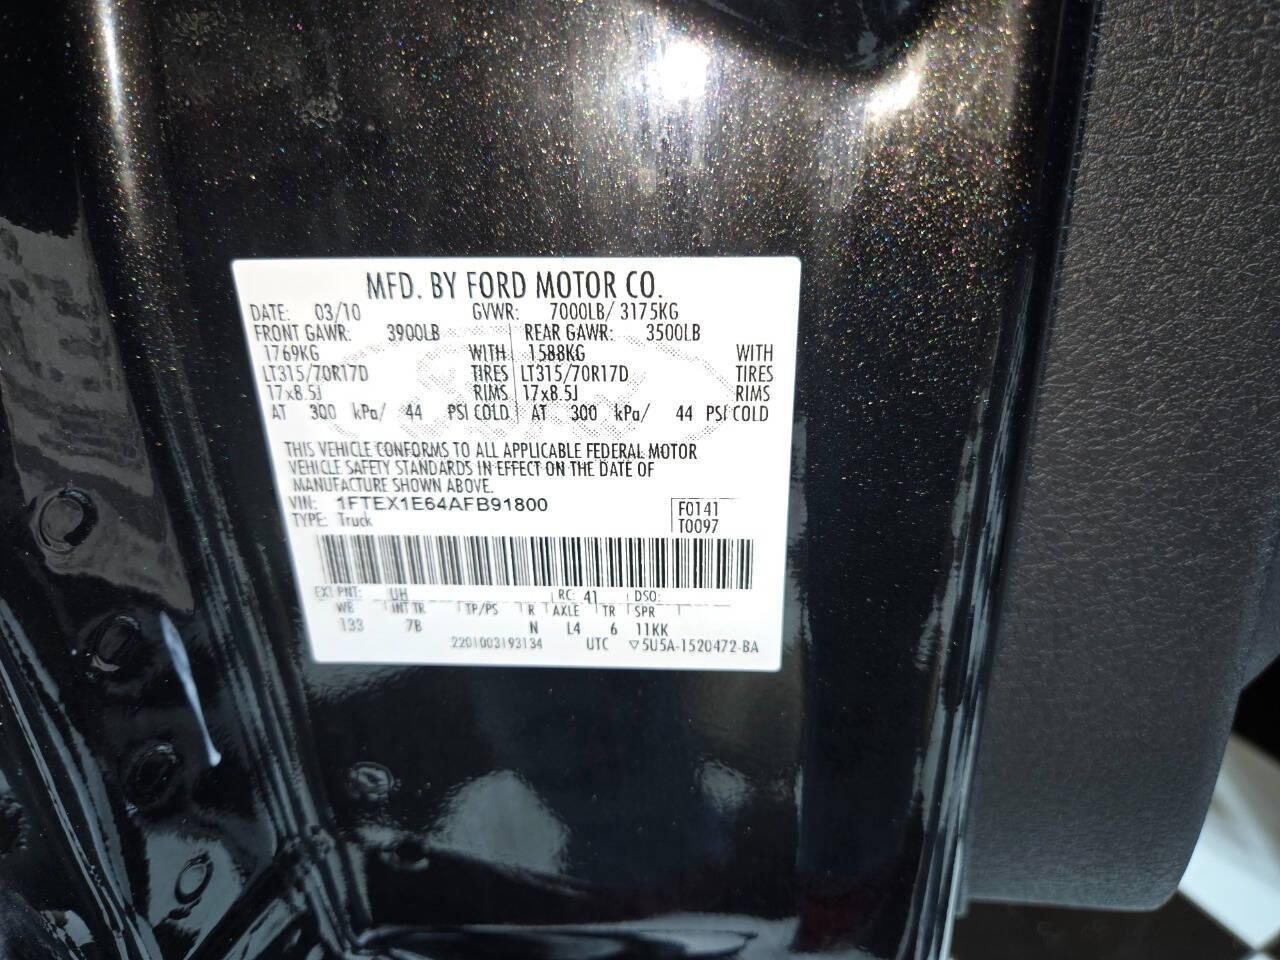 MFD. BY FORD MOTOR CO.
DATE: 03/10 GVWR: 7000LB/ 3175KG
FRONT GAWR: 3900LB REAR GAWR: 3500LB
1769KG WITH 1588KG WITH
LT315/70R17D TIRES LT315/70R17D TIRES
17x8.5J RIMS 17x8.5J RIMS
AT 300 kPa/ 44 PSI COLD AT 300 kPa/ 44 PSI COLD
THIS VEHICLE CONFORMS TO ALL APPLICABLE FEDERAL MOTOR
VEHICLE SAFETY STANDARDS IN EFFECT ON THE DATE OF
MANUFACTURE SHOWN ABOVE.
VIN: 1FTEX1E64AFB91800 F0141
TYPE: Truck T0097
EXT PNT: UH RC: 41 DSO:
WB INT TR TP/PS R AXLE TR SPR
133 7B N L4 6 11KK
2201003193134 UTC ▽5U5A-1520472-BA